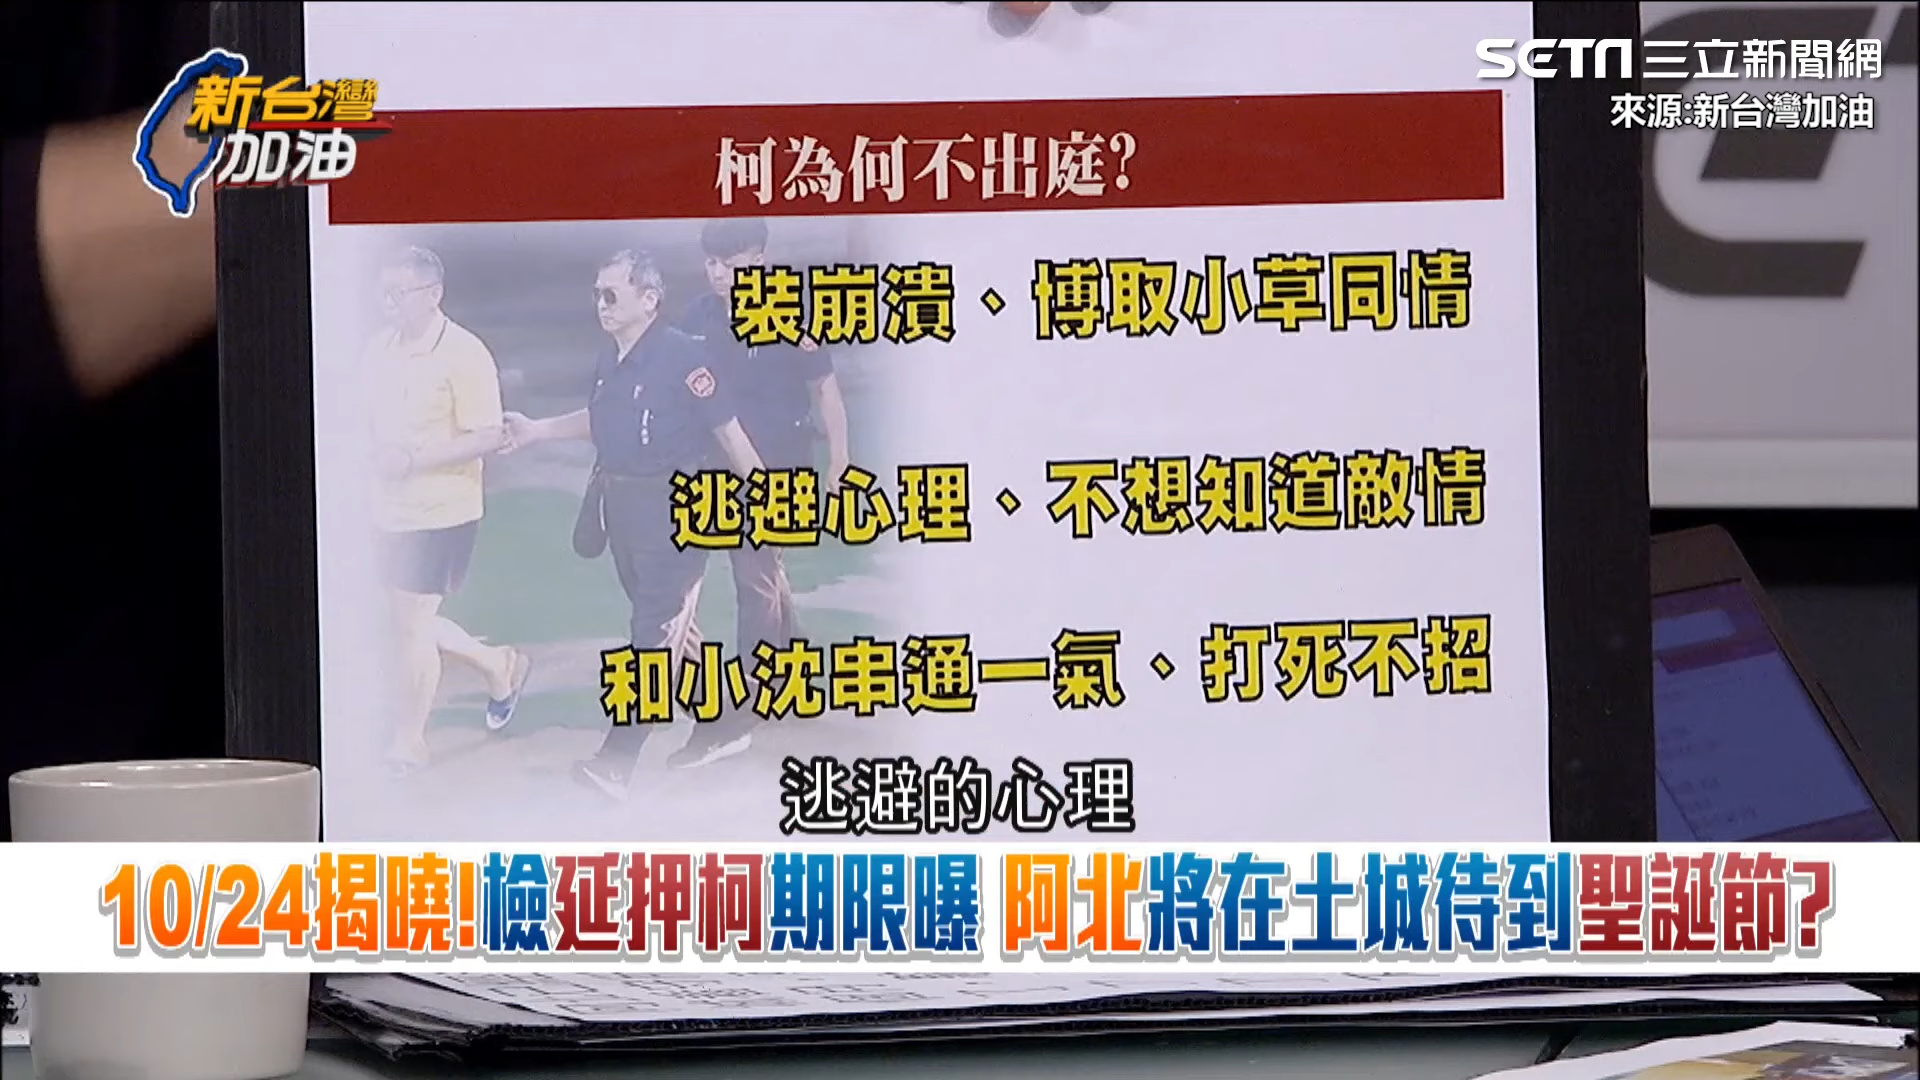 新台灣
加油
SETN三立新聞網
來源:新台灣加油
柯為何不出庭?
裝崩潰、博取小草同情
逃避心理、不想知道敵情
和小沈串通一氣、打死不招
逃避的心理
10/24揭曉!檢延押柯期限曝 阿北將在土城待到聖誕節?